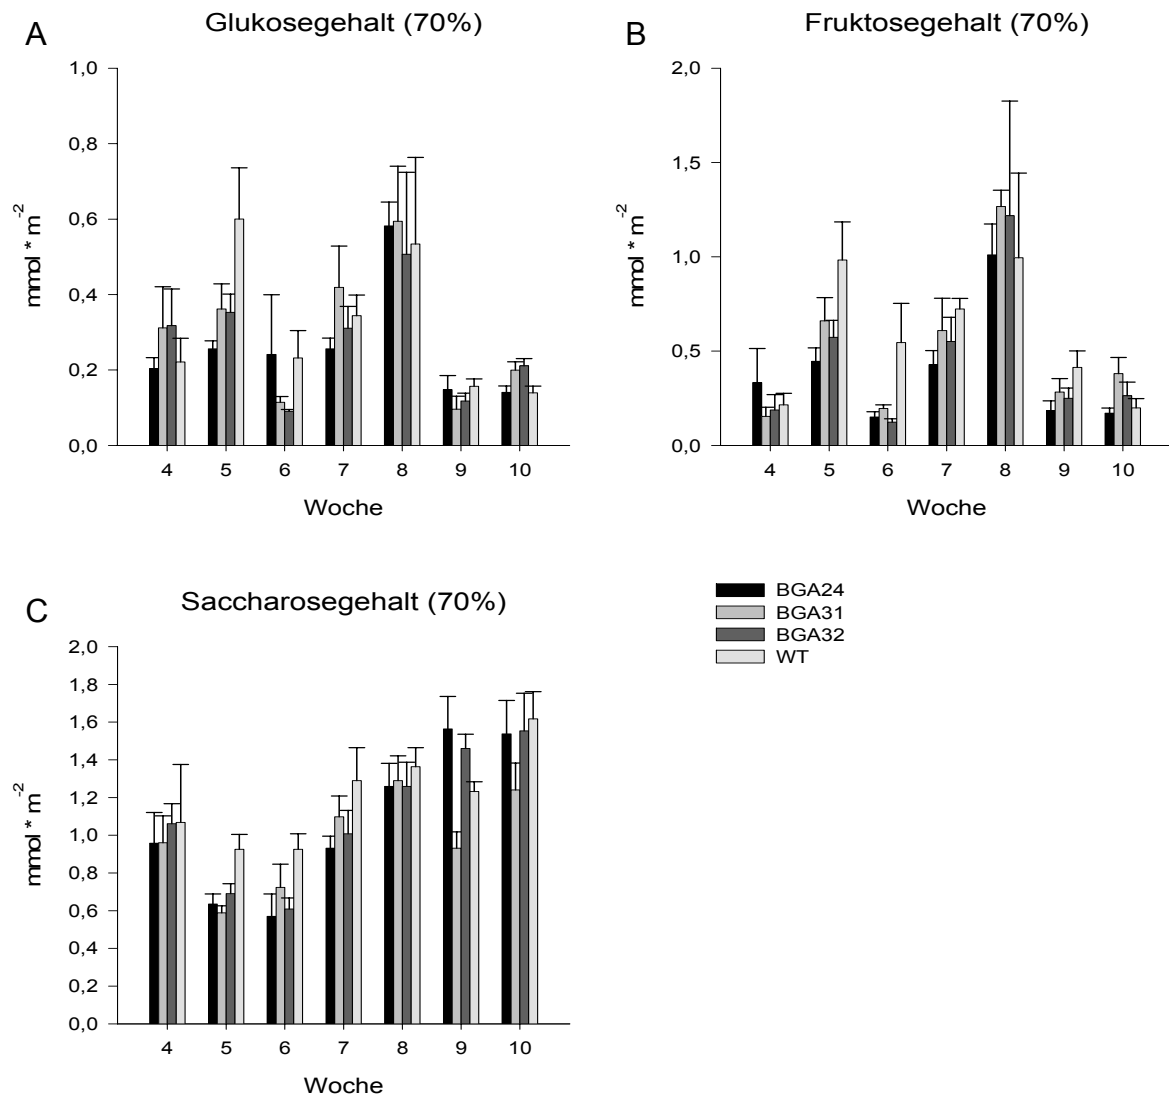 A
Glukosegehalt (70%)
1,0
0,8
0,6
0,4
0,2
0,0
mmol * m-2
4 5 6 7 8 9 10
Woche
B
Fruktosegehalt (70%)
2,0
1,5
1,0
0,5
0,0
mmol * m-2
4 5 6 7 8 9 10
Woche
C
Saccharosegehalt (70%)
2,0
1,8
1,6
1,4
1,2
1,0
0,8
0,6
0,4
0,2
0,0
mmol * m-2
4 5 6 7 8 9 10
Woche
BGA24
BGA31
BGA32
WT